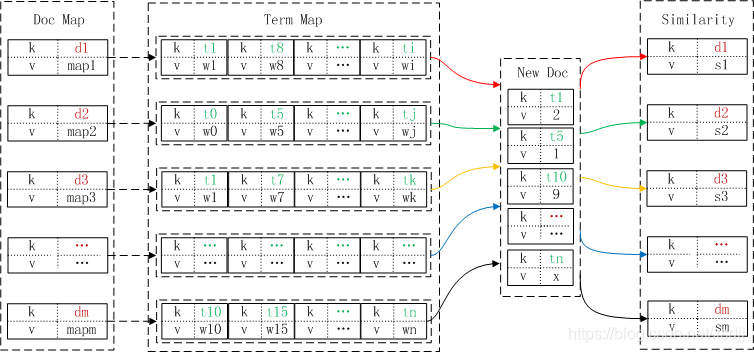 Doc Map
Term Map
New Doc
Similarity
k d1
v map1
k t1 k t8 k ... k ti
v w1 v w8 v ... v wi
k d1
v s1
k d2
v map2
k t0 k t5 k ... k tj
v w0 v w5 v ... v wj
k t1
v 2
k t5
v 1
k d2
v s2
k d3
v map3
k t1 k t7 k ... k tk
v w1 v w7 v ... v wk
k t10
v 9
k d3
v s3
k ...
v ...
k ... k ... k ... k ...
v ... v ... v ... v ...
k ...
v ...
k ...
v ...
k dm
v mapm
k t10 k t15 k ... k tn
v w10 v w15 v ... v wn
k tn
v x
k dm
v sm